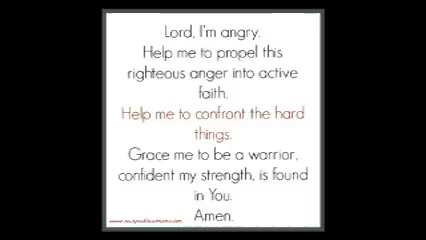 Lord, I'm angry.
Help me to propel this
righteous anger into active
faith.
Help me to confront the hard
things.
Grace me to be a warrior,
confident my strength, is found
in You.
Amen.